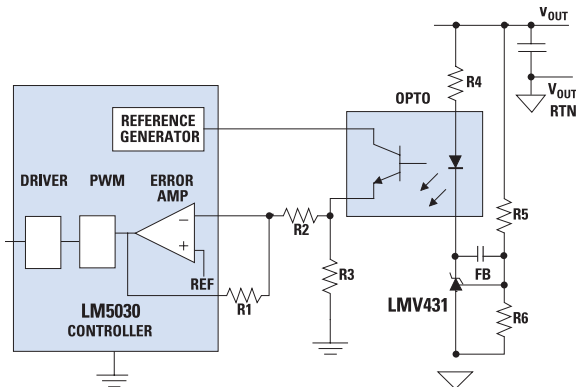 VOUT
R4
VOUT
RTN
OPTO
REFERENCE
GENERATOR
DRIVER
PWM
ERROR
AMP
−
+
REF
R2
R5
R3
FB
R1
LMV431
R6
LM5030
CONTROLLER